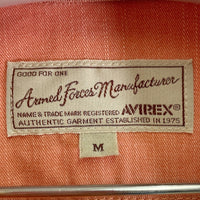 GOOD FOR ONE
Armed Forces Manufacturer
NAME & TRADE MARK REGISTERED AVIREX®
AUTHENTIC GARMENT ESTABLISHED IN 1975
M